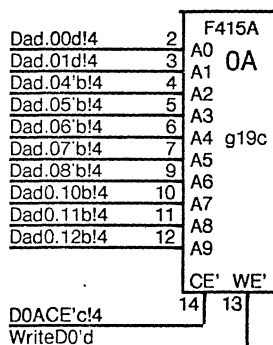 F415A
Dad.00d!4 2 A0 0A
Dad.01d!4 3 A1
Dad.04'b!4 4 A2
Dad.05'b!4 5 A3
Dad.06'b!4 6 A4 g19c
Dad.07'b!4 7 A5
Dad.08'b!4 9 A6
Dad0.10b!4 10 A7
Dad0.11b!4 11 A8
Dad0.12b!4 12 A9
CE' WE'
14 13
D0ACE'c!4
WriteD0'd